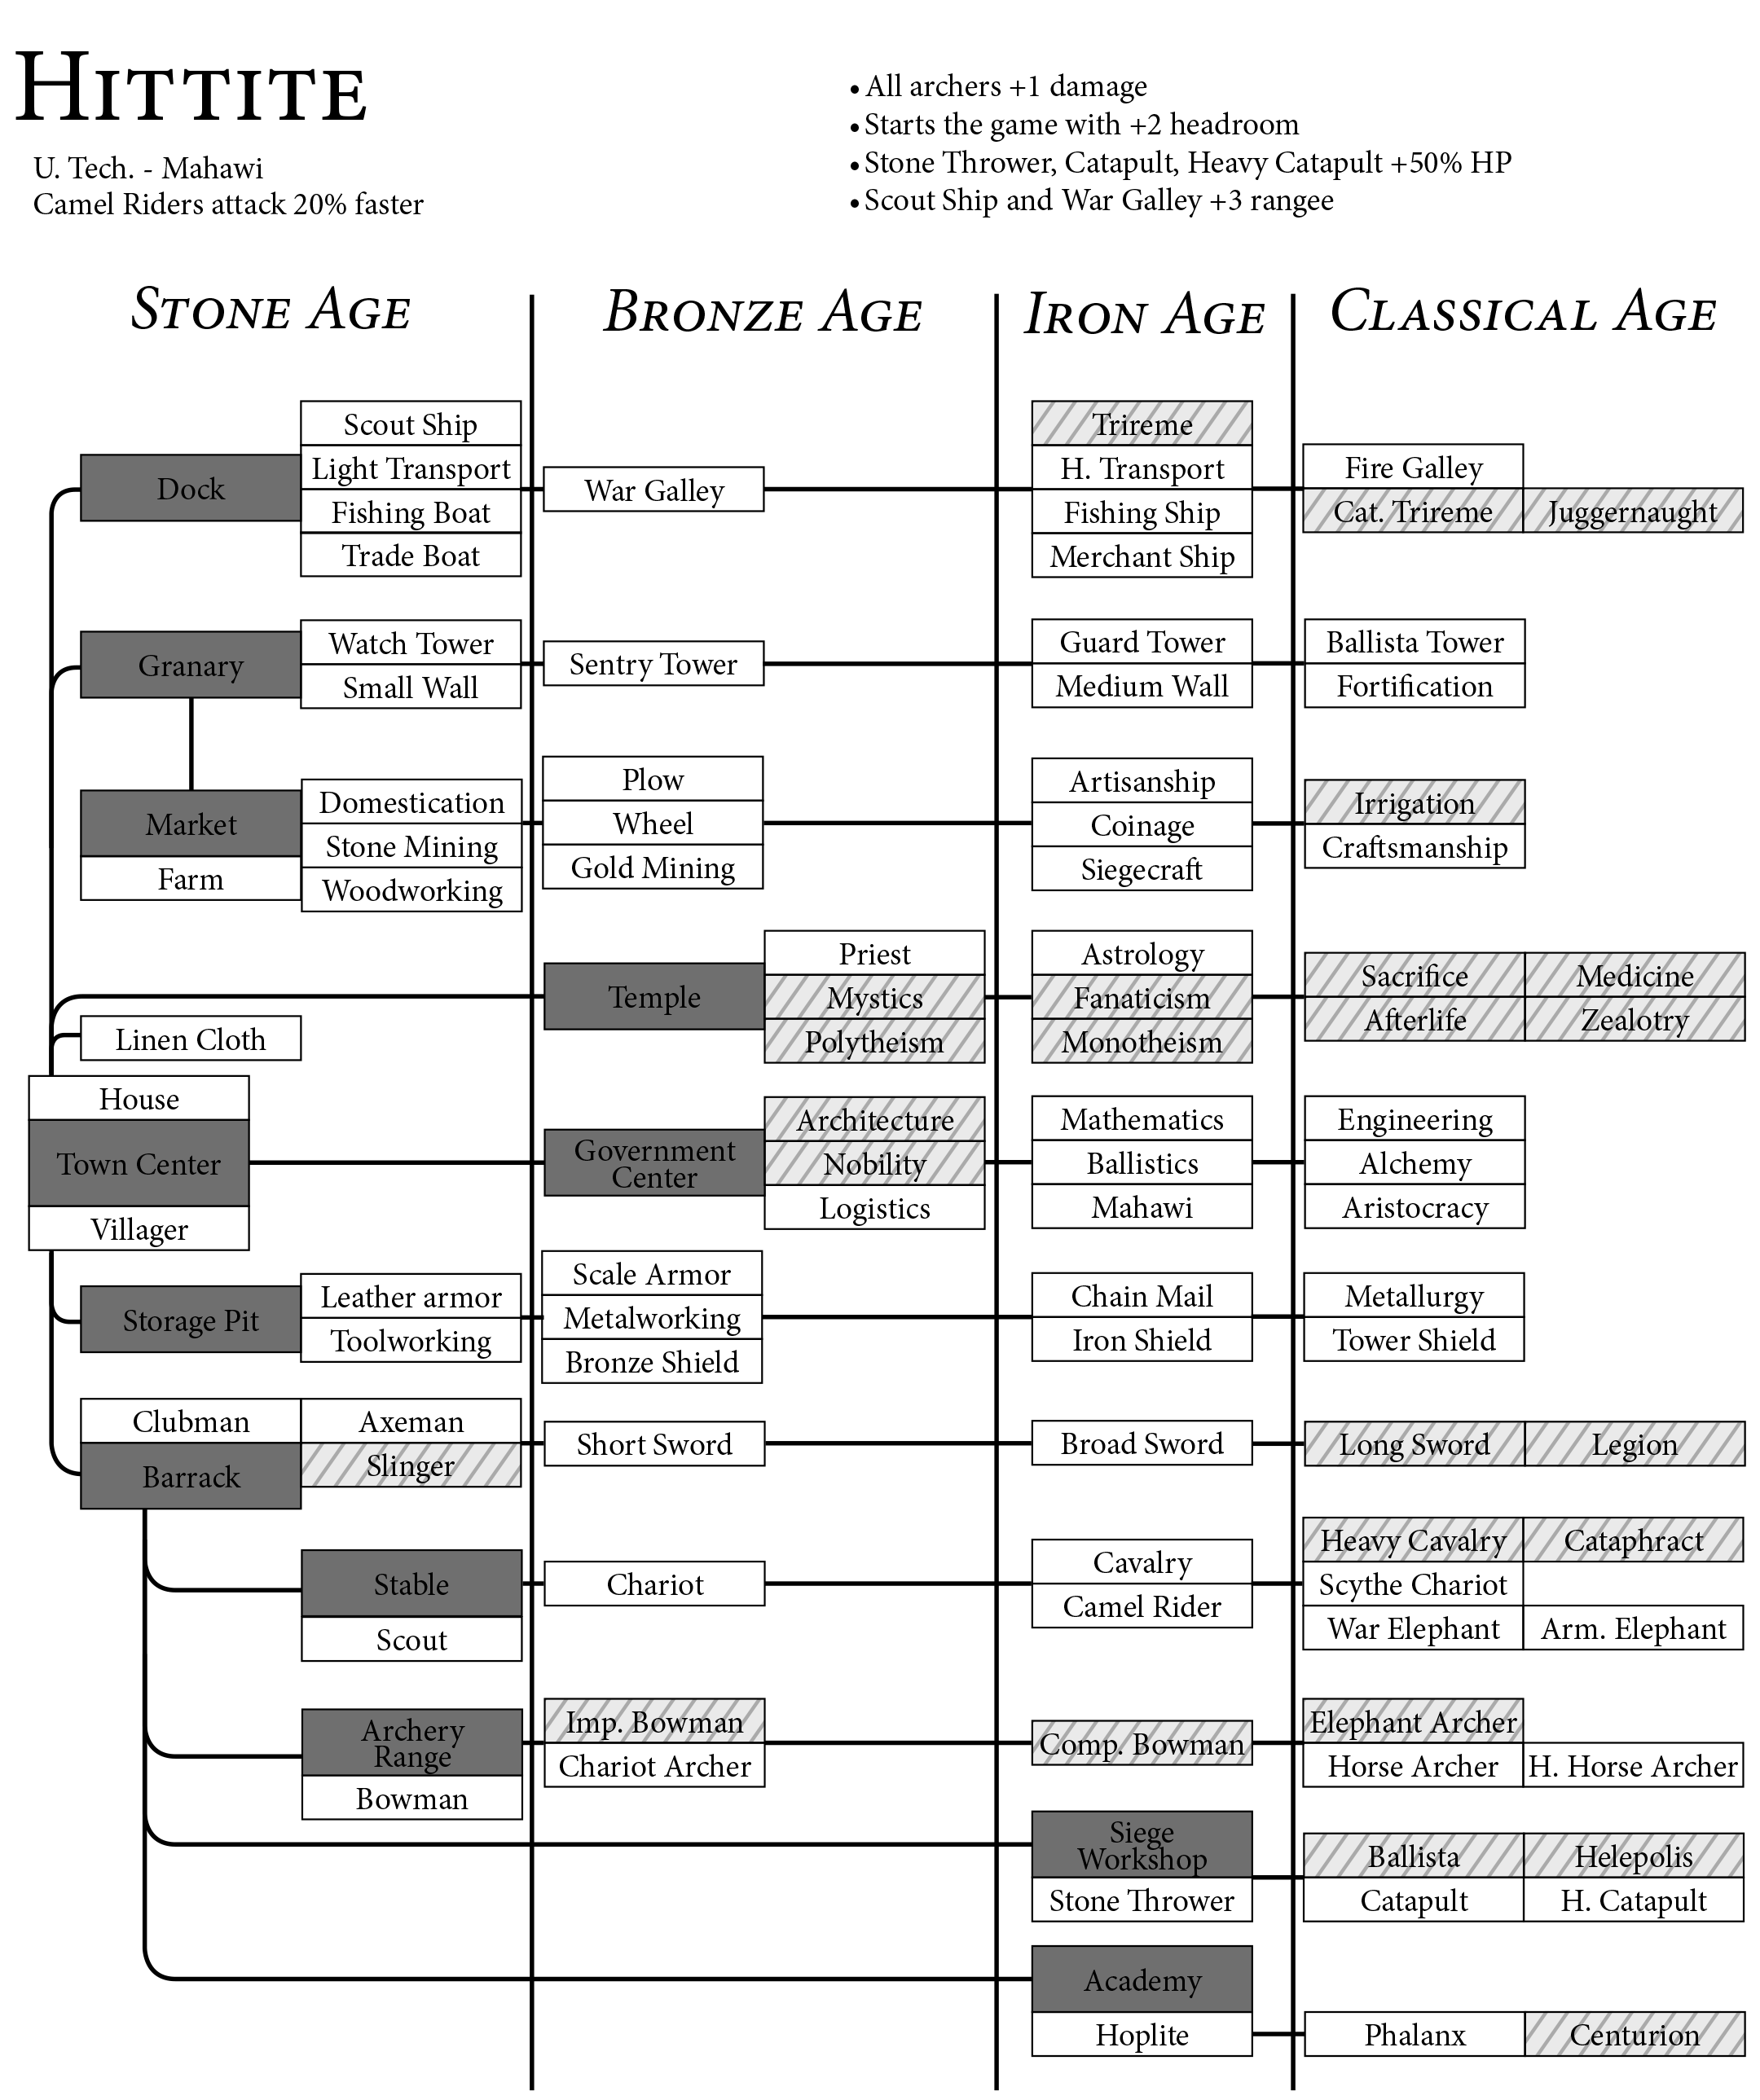 HITTITE
U. Tech. - Mahawi
Camel Riders attack 20% faster
• All archers +1 damage
• Starts the game with +2 headroom
• Stone Thrower, Catapult, Heavy Catapult +50% HP
• Scout Ship and War Galley +3 rangee
STONE AGE
BRONZE AGE
IRON AGE
CLASSICAL AGE
Dock
Scout Ship
Light Transport
Fishing Boat
Trade Boat
War Galley
Trireme
H. Transport
Fishing Ship
Merchant Ship
Fire Galley
Cat. Trireme
Juggernaught
Granary
Watch Tower
Small Wall
Sentry Tower
Guard Tower
Medium Wall
Ballista Tower
Fortification
Market
Farm
Domestication
Stone Mining
Woodworking
Plow
Wheel
Gold Mining
Artisanship
Coinage
Siegecraft
Irrigation
Craftsmanship
Temple
Priest
Mystics
Polytheism
Astrology
Fanaticism
Monotheism
Sacrifice
Medicine
Afterlife
Zealotry
Linen Cloth
House
Town Center
Villager
Government
Center
Architecture
Nobility
Logistics
Mathematics
Ballistics
Mahawi
Engineering
Alchemy
Aristocracy
Storage Pit
Leather armor
Toolworking
Scale Armor
Metalworking
Bronze Shield
Chain Mail
Iron Shield
Metallurgy
Tower Shield
Clubman
Barrack
Axeman
Slinger
Short Sword
Broad Sword
Long Sword
Legion
Stable
Scout
Chariot
Cavalry
Camel Rider
Heavy Cavalry
Cataphract
Scythe Chariot
War Elephant
Arm. Elephant
Archery
Range
Bowman
Imp. Bowman
Chariot Archer
Comp. Bowman
Elephant Archer
Horse Archer
H. Horse Archer
Siege
Workshop
Stone Thrower
Ballista
Helepolis
Catapult
H. Catapult
Academy
Hoplite
Phalanx
Centurion